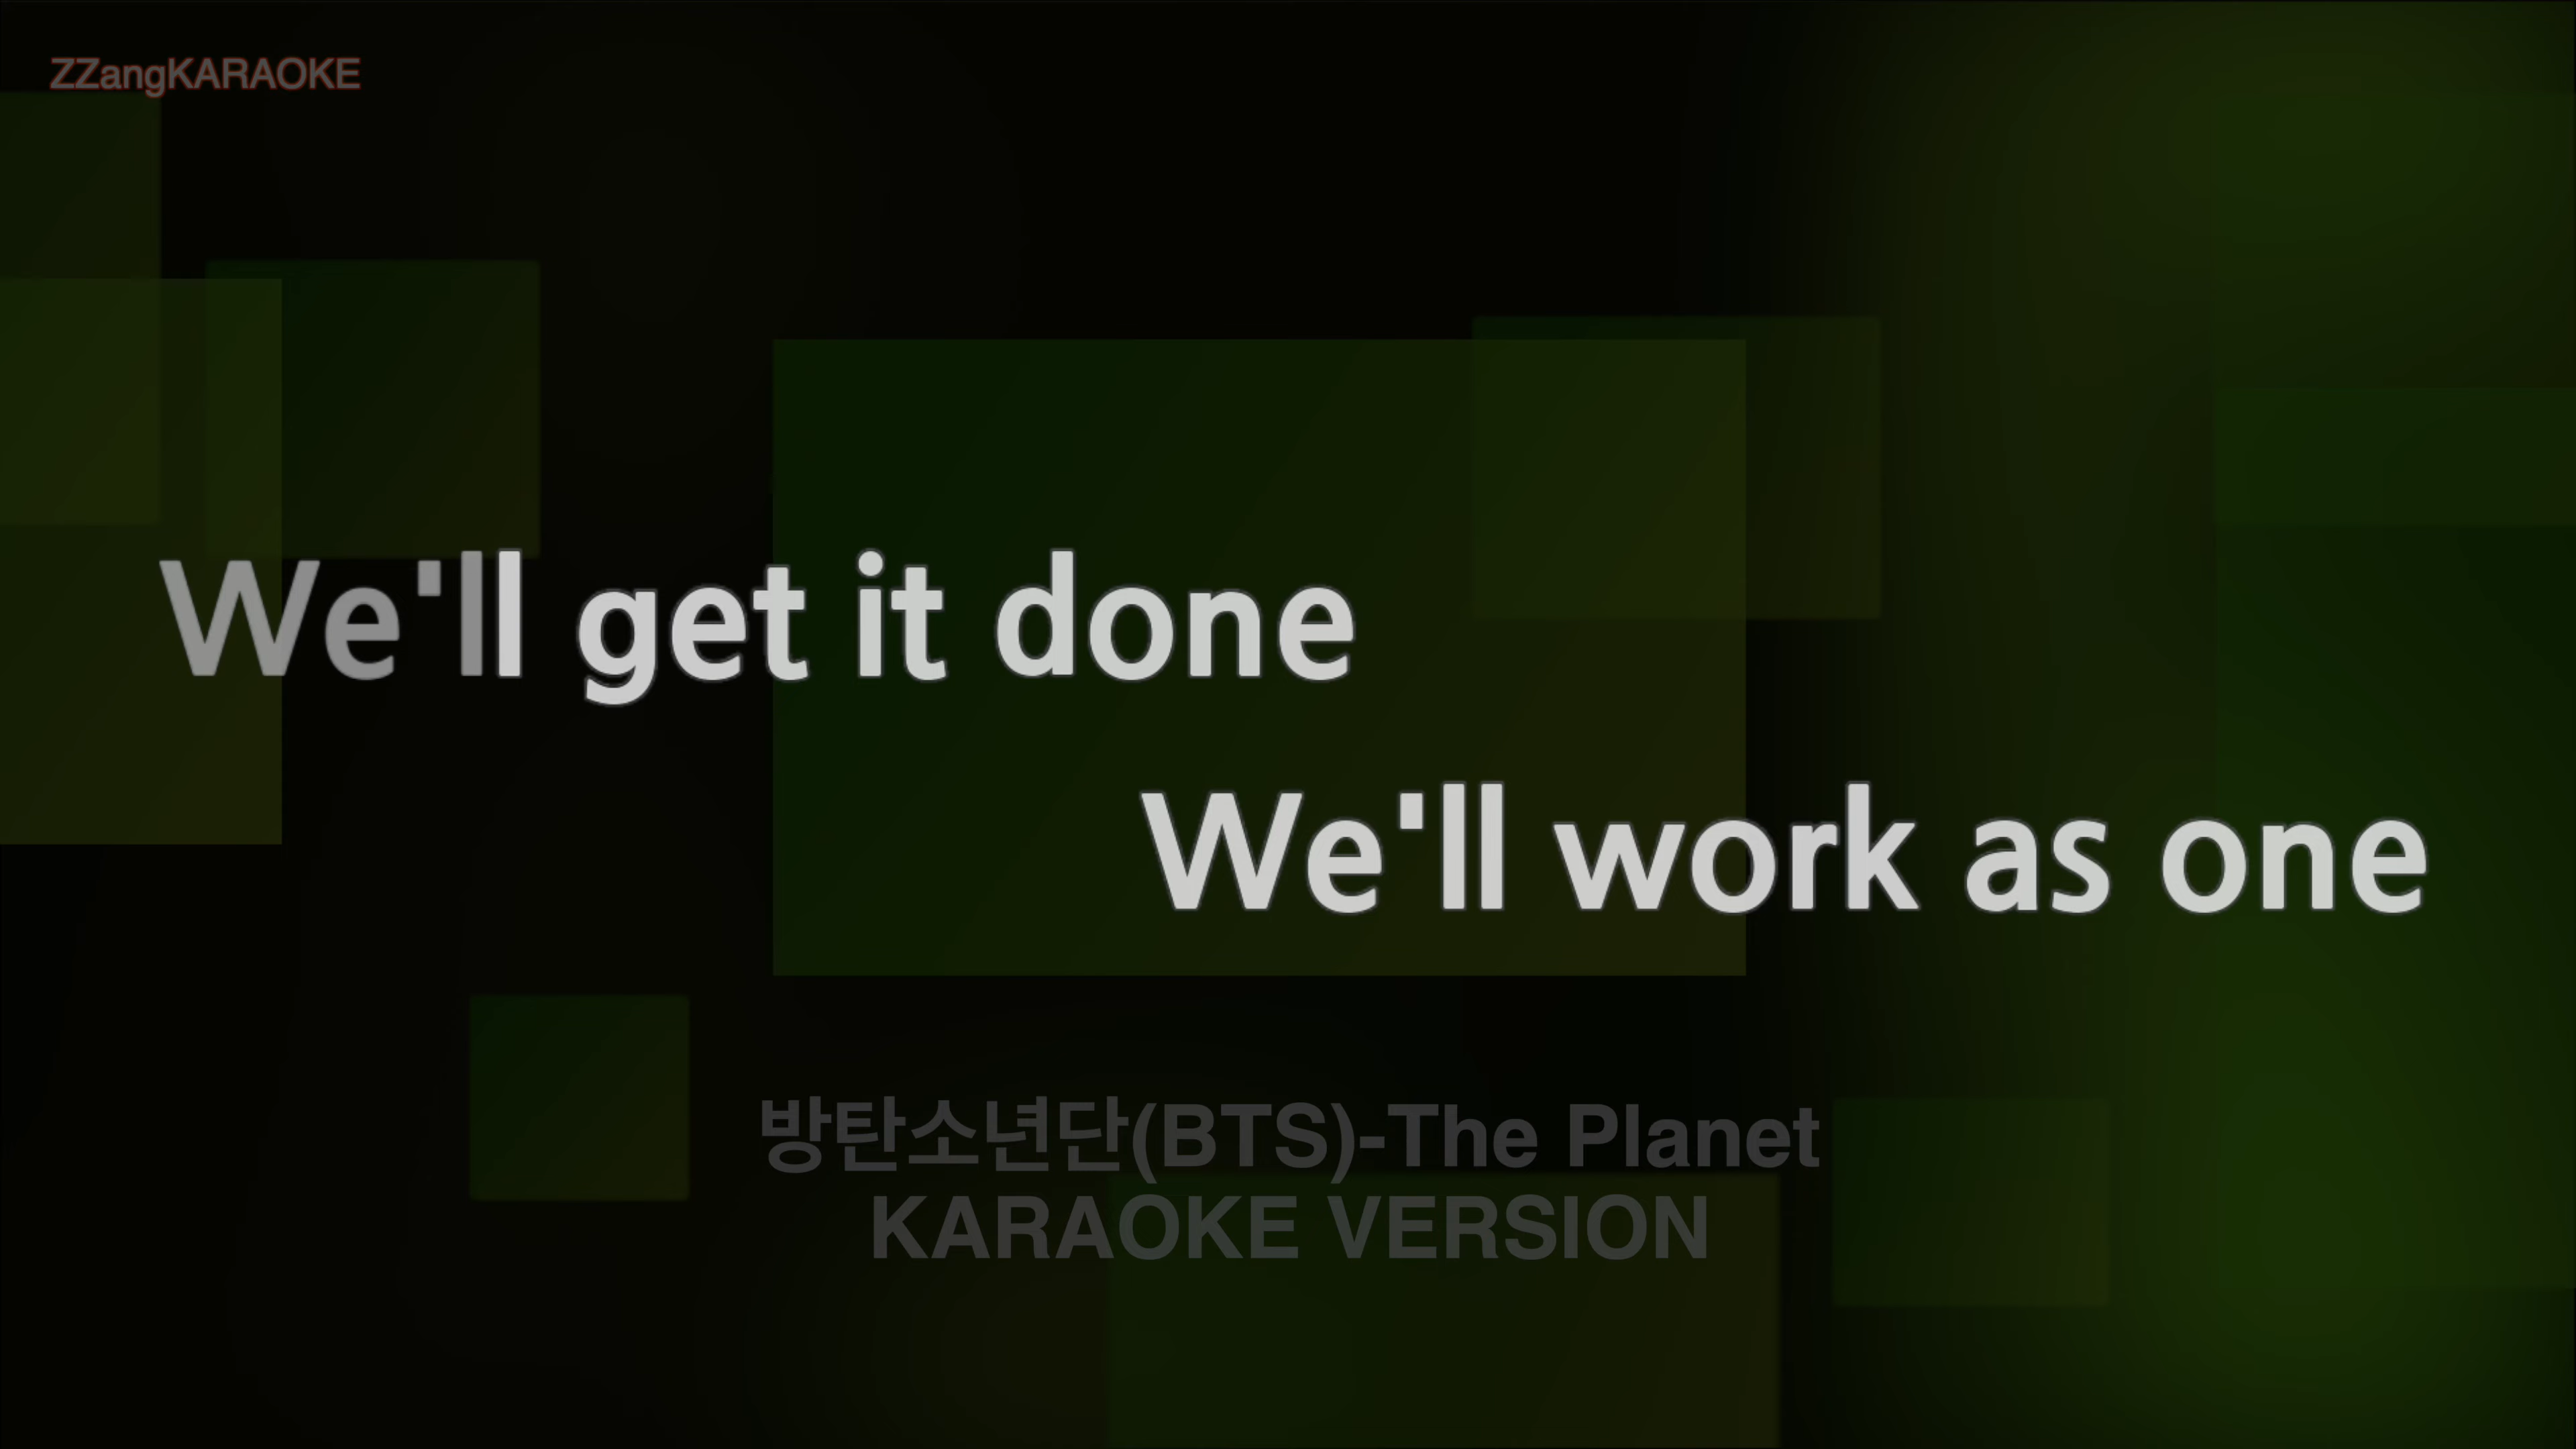 ZZangKARAOKE
We'll get it done
We'll work as one
방탄소년단(BTS)-The Planet
KARAOKE VERSION